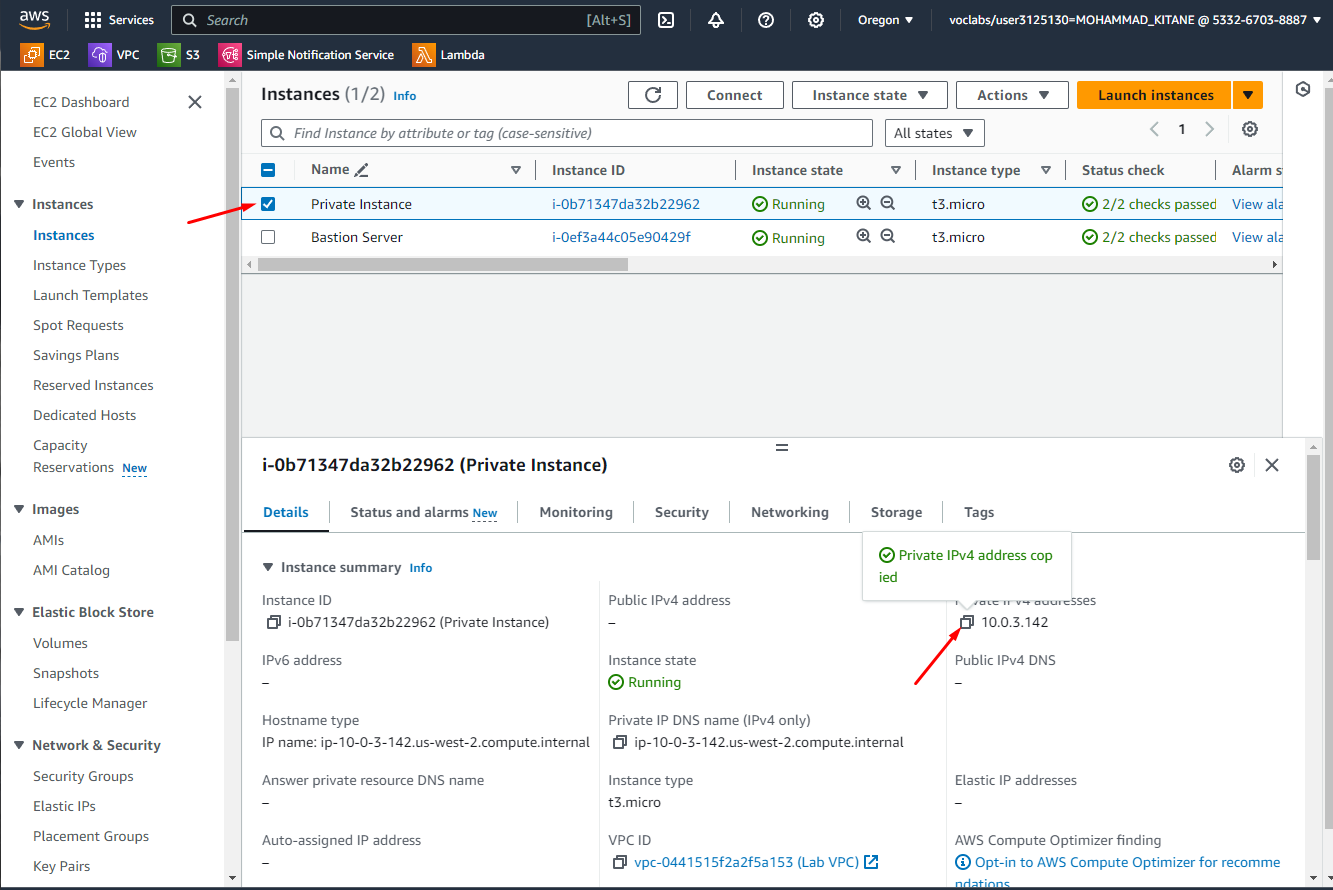 aws
Services
Search [Alt+S]
Oregon ▼
voclabs/user3125130=MOHAMMAD_KITANE @ 5332-6703-8887 ▼
EC2 VPC S3 Simple Notification Service Lambda
EC2 Dashboard
EC2 Global View
Events
Instances
Instances
Instance Types
Launch Templates
Spot Requests
Savings Plans
Reserved Instances
Dedicated Hosts
Capacity
Reservations New
Images
AMIs
AMI Catalog
Elastic Block Store
Volumes
Snapshots
Lifecycle Manager
Network & Security
Security Groups
Elastic IPs
Placement Groups
Key Pairs
Instances (1/2) Info
Connect
Instance state ▼
Actions ▼
Launch instances
Find Instance by attribute or tag (case-sensitive)
All states ▼
1
Name Instance ID Instance state Instance type Status check Alarm s
Private Instance i-0b71347da32b22962 Running t3.micro 2/2 checks passed View ala
Bastion Server i-0ef3a44c05e90429f Running t3.micro 2/2 checks passed View ala
i-0b71347da32b22962 (Private Instance)
Details Status and alarms New Monitoring Security Networking Storage Tags
Private IPv4 address cop
ied
Instance summary Info
Instance ID
i-0b71347da32b22962 (Private Instance)
Public IPv4 address
–
Private IPv4 addresses
10.0.3.142
IPv6 address
–
Instance state
Running
Public IPv4 DNS
–
Hostname type
IP name: ip-10-0-3-142.us-west-2.compute.internal
Private IP DNS name (IPv4 only)
ip-10-0-3-142.us-west-2.compute.internal
Answer private resource DNS name
–
Instance type
t3.micro
Elastic IP addresses
–
Auto-assigned IP address
–
VPC ID
vpc-0441515f2a2f5a153 (Lab VPC)
AWS Compute Optimizer finding
Opt-in to AWS Compute Optimizer for recomme
ndations.